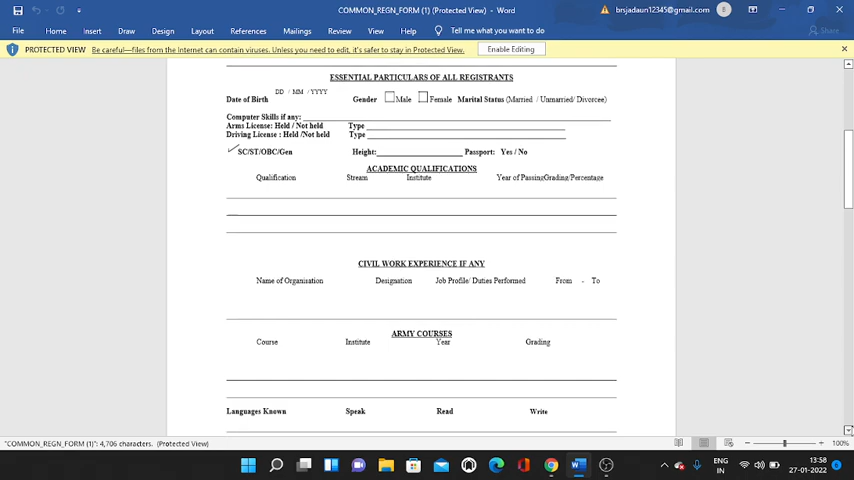 COMMON_REGN_FORM (1) (Protected View) - Word
brsjadaun12345@gmail.com
File Home Insert Draw Design Layout References Mailings Review View Help Tell me what you want to do Share
PROTECTED VIEW Be careful—files from the Internet can contain viruses. Unless you need to edit, it's safer to stay in Protected View. Enable Editing
ESSENTIAL PARTICULARS OF ALL REGISTRANTS
DD / MM / YYYY
Date of Birth Gender Male Female Marital Status (Married / Unmarried/ Divorcee)
Computer Skills if any:
Arms License: Held / Not held Type
Driving License : Held /Not held Type
SC/ST/OBC/Gen Height: Passport: Yes / No
ACADEMIC QUALIFICATIONS
Qualification Stream Institute Year of PassingGrading/Percentage
CIVIL WORK EXPERIENCE IF ANY
Name of Organisation Designation Job Profile/ Duties Performed From - To
ARMY COURSES
Course Institute Year Grading
Languages Known Speak Read Write
"COMMON_REGN_FORM (1)": 4,706 characters. (Protected View) 100%
ENG 13:58
IN 27-01-2022